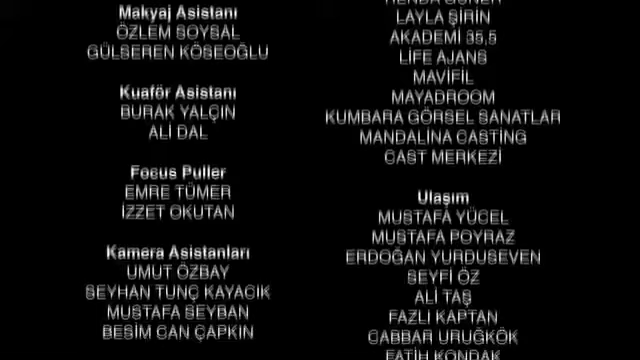 Makyaj Asistanı
ÖZLEM SOYSAL
GÜLSEREN KÖSEOĞLU
Kuaför Asistanı
BURAK YALÇIN
ALİ DAL
Focus Puller
EMRE TÜMER
İZZET OKUTAN
Kamera Asistanları
UMUT ÖZBAY
SEYHAN TUNÇ KAYACIK
MUSTAFA SEYBAN
BESİM CAN ÇAPKIN
LAYLA ŞİRİN
AKADEMİ 35,5
LİFE AJANS
MAVİFİL
MAYADROOM
KUMBARA GÖRSEL SANATLAR
MANDALİNA CASTİNG
CAST MERKEZİ
Ulaşım
MUSTAFA YÜCEL
MUSTAFA POYRAZ
ERDOĞAN YURDUSEVEN
SEYFİ ÖZ
ALİ TAŞ
FAZLI KAPTAN
CABBAR URUĞKÖK
FATİH KONDAK